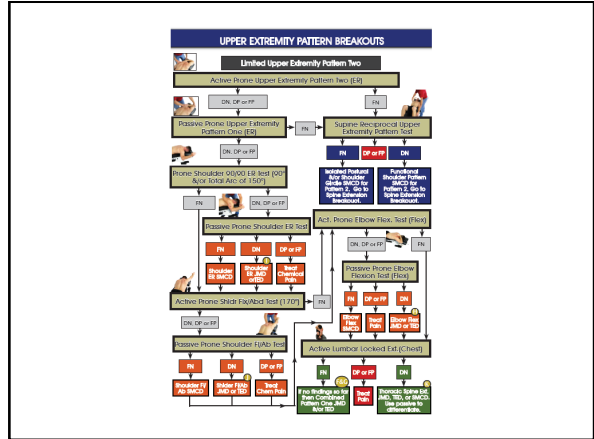 UPPER EXTREMITY PATTERN BREAKOUTS
Limited Upper Extremity Pattern Two
Active Prone Upper Extremity Pattern Two (ER)
DN, DP or FP
FN
Passive Prone Upper Extremity
Pattern One (ER)
FN
Supine Reciprocal Upper
Extremity Pattern Test
DN, DP or FP
FN
DP or FP
DN
Prone Shoulder 90/90 ER Test (90°
&/or Total Arc of 150°)
Isolated Postural
&/or Shoulder
Girdle SMCD for
Pattern 2, Go to
Spine Extension
Breakout.
Functional
Shoulder Pattern
SMCD for
Pattern 2, Go to
Spine Extension
Breakout.
FN
DN, DP or FP
Passive Prone Shoulder ER Test
Act. Prone Elbow Flex. Test (Flex)
DN, DP or FP
FN
FN
DN
DP or FP
Passive Prone Elbow
Flexion Test (Flex)
Shoulder
ER SMCD
Shoulder
ER JMD
orTED
Treat
Chemical
Pain
FN
DP or FP
DN
Active Prone Shldr Flx/Abd Test (170°)
FN
Elbow
Flex
SMCD
Treat
Pain
Elbow Flex
JMD or TED
DN, DP or FP
Passive Prone Shoulder Fl/Ab Test
Active Lumbar Locked Ext.(Chest)
FN
DN
DP or FP
FN
DP or FP
DN
Shoulder Fl/
Ab SMCD
Shlder Fl/Ab
JMD or TED
Treat
Chem Pain
If no findings so far
then Combined
Pattern One JMD
&/or TED
Treat
Pain
Thoracic Spine Ext.
JMD, TED, or SMCD.
Use passive to
differentiate.